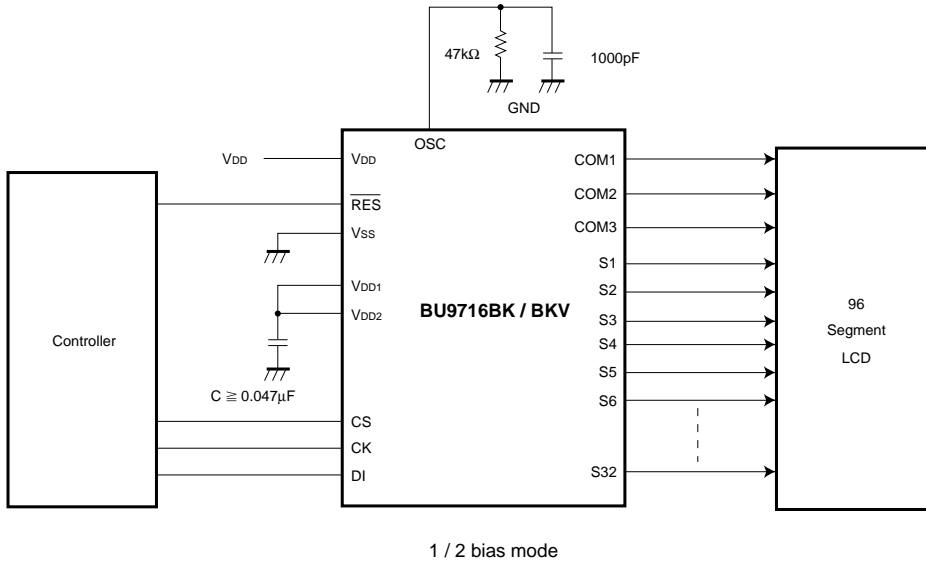 47kΩ
1000pF
GND
OSC
VDD
VDD
COM1
RES
COM2
VSS
COM3
S1
VDD1
S2
VDD2
BU9716BK / BKV
S3
96
Segment
LCD
Controller
S4
S5
C ≧ 0.047µF
S6
CS
CK
DI
S32
1 / 2 bias mode